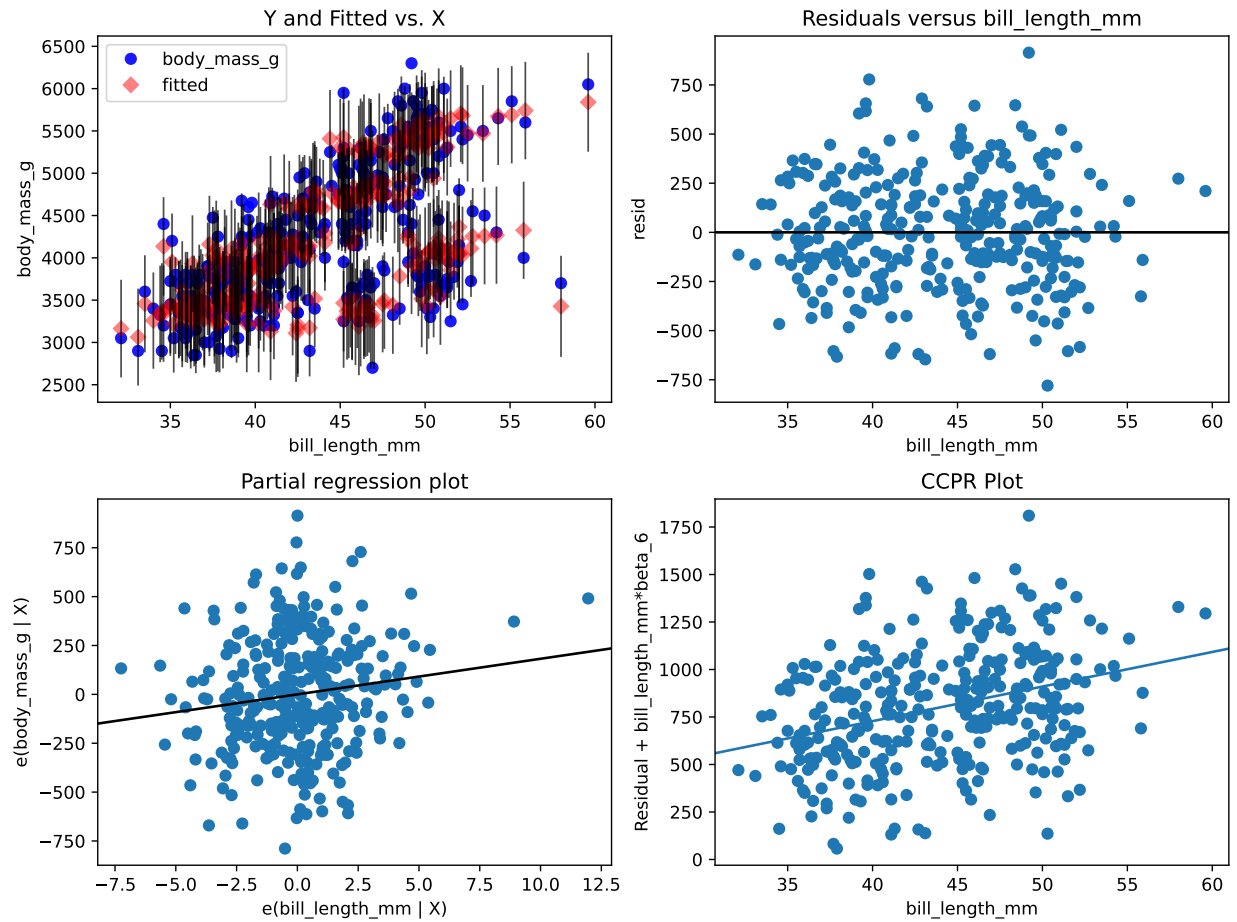 Y and Fitted vs. X
body_mass_g
fitted
6500
6000
5500
5000
4500
4000
3500
3000
2500
body_mass_g
35 40 45 50 55 60
bill_length_mm
Residuals versus bill_length_mm
750
500
250
0
−250
−500
−750
resid
35 40 45 50 55 60
bill_length_mm
Partial regression plot
750
500
250
0
−250
−500
−750
e(body_mass_g | X)
−7.5 −5.0 −2.5 0.0 2.5 5.0 7.5 10.0 12.5
e(bill_length_mm | X)
CCPR Plot
1750
1500
1250
1000
750
500
250
0
Residual + bill_length_mm*beta_6
35 40 45 50 55 60
bill_length_mm